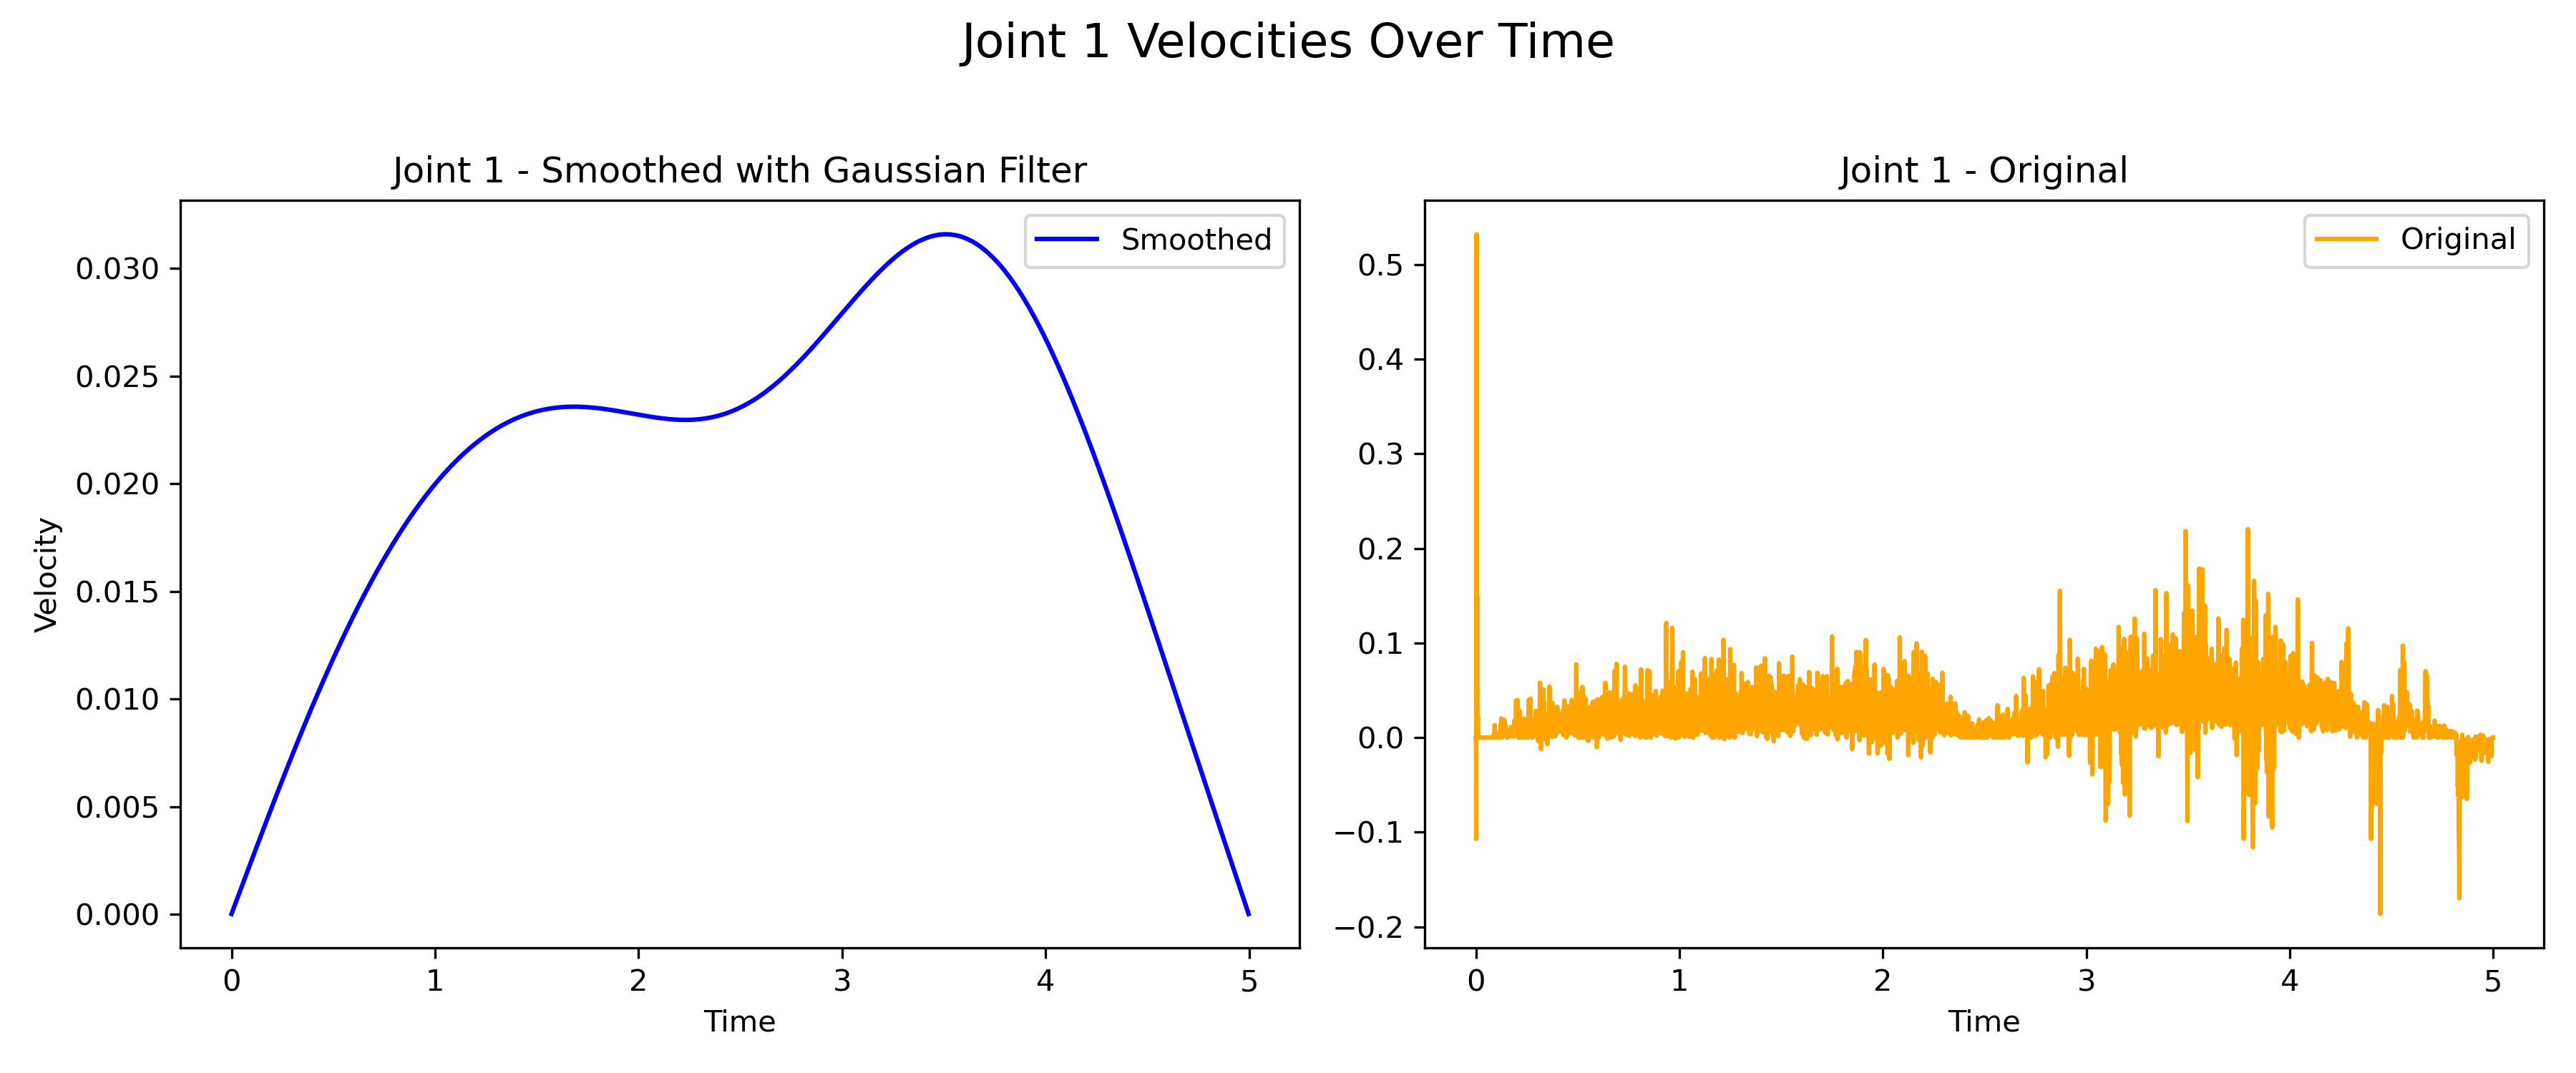 Joint 1 Velocities Over Time
Joint 1 - Smoothed with Gaussian Filter
Smoothed
0.030
0.025
0.020
0.015
0.010
0.005
0.000
Velocity
0 1 2 3 4 5
Time
Joint 1 - Original
Original
0.5
0.4
0.3
0.2
0.1
0.0
−0.1
−0.2
0 1 2 3 4 5
Time